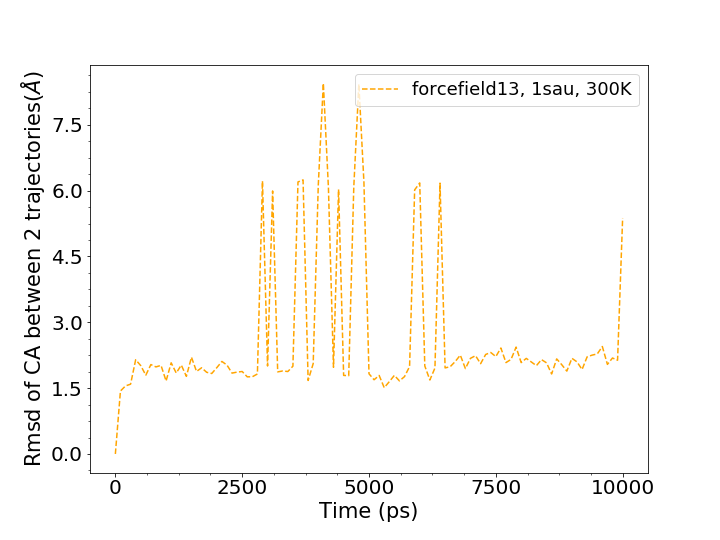 forcefield13, 1sau, 300K
Rmsd of CA between 2 trajectories(Å)
7.5
6.0
4.5
3.0
1.5
0.0
0 2500 5000 7500 10000
Time (ps)